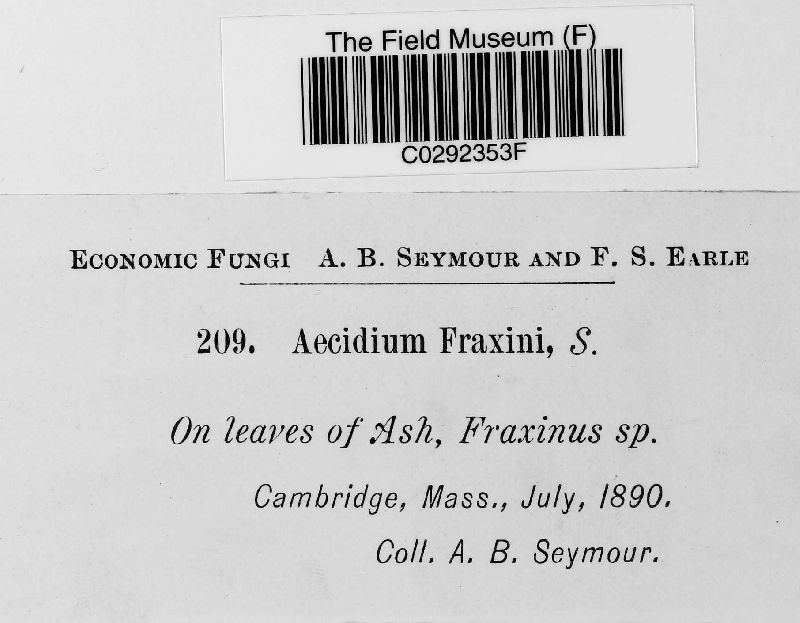 The Field Museum (F)
C0292353F
Economic Fungi A. B. Seymour and F. S. Earle
209. Aecidium Fraxini, S.
On leaves of Ash, Fraxinus sp.
Cambridge, Mass., July, 1890.
Coll. A. B. Seymour.